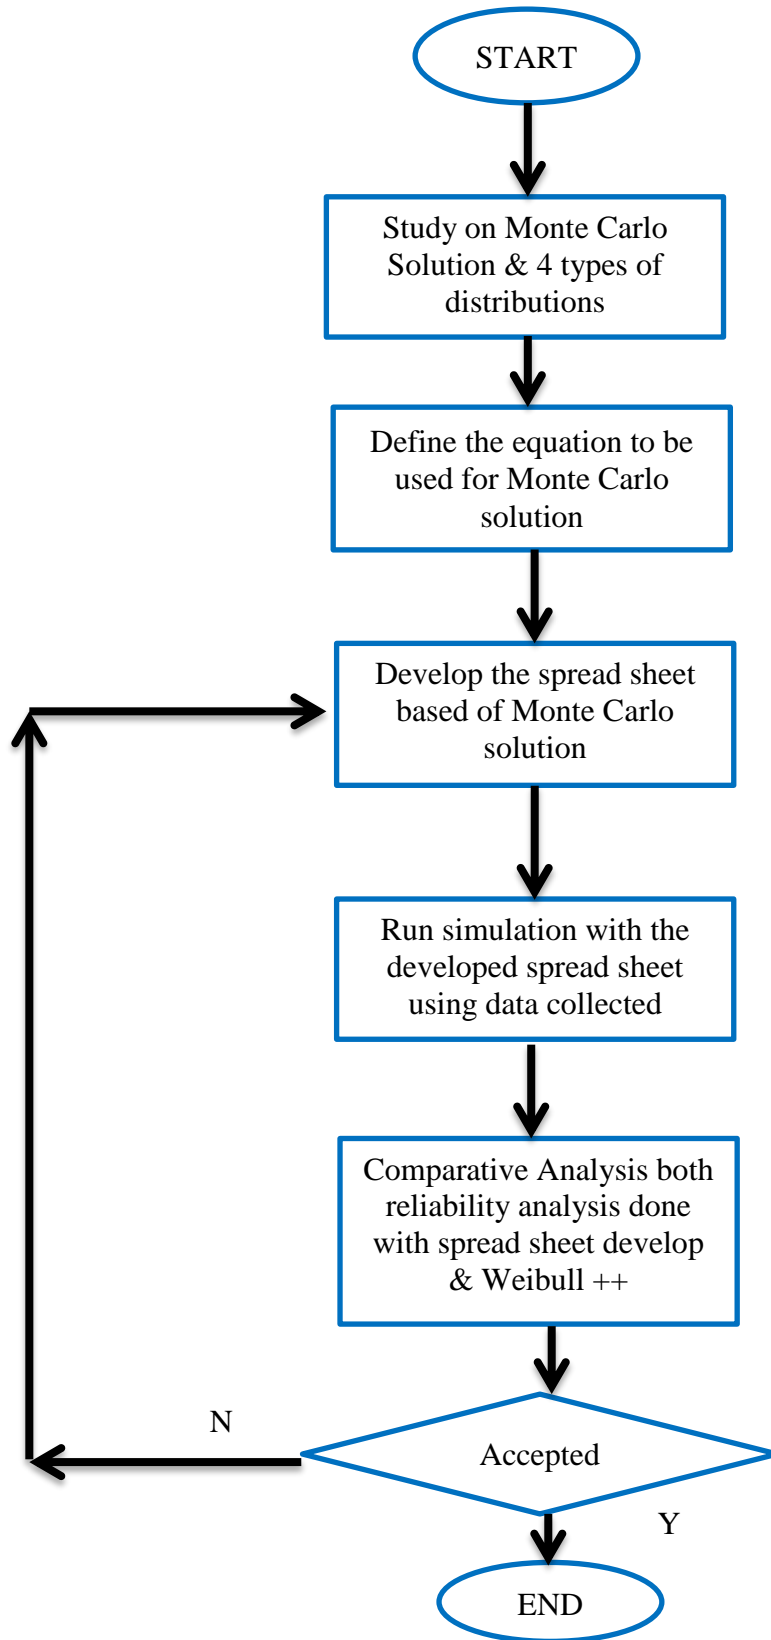 START
Study on Monte Carlo
Solution & 4 types of
distributions
Define the equation to be
used for Monte Carlo
solution
Develop the spread sheet
based of Monte Carlo
solution
Run simulation with the
developed spread sheet
using data collected
Comparative Analysis both
reliability analysis done
with spread sheet develop
& Weibull ++
N
Accepted
Y
END